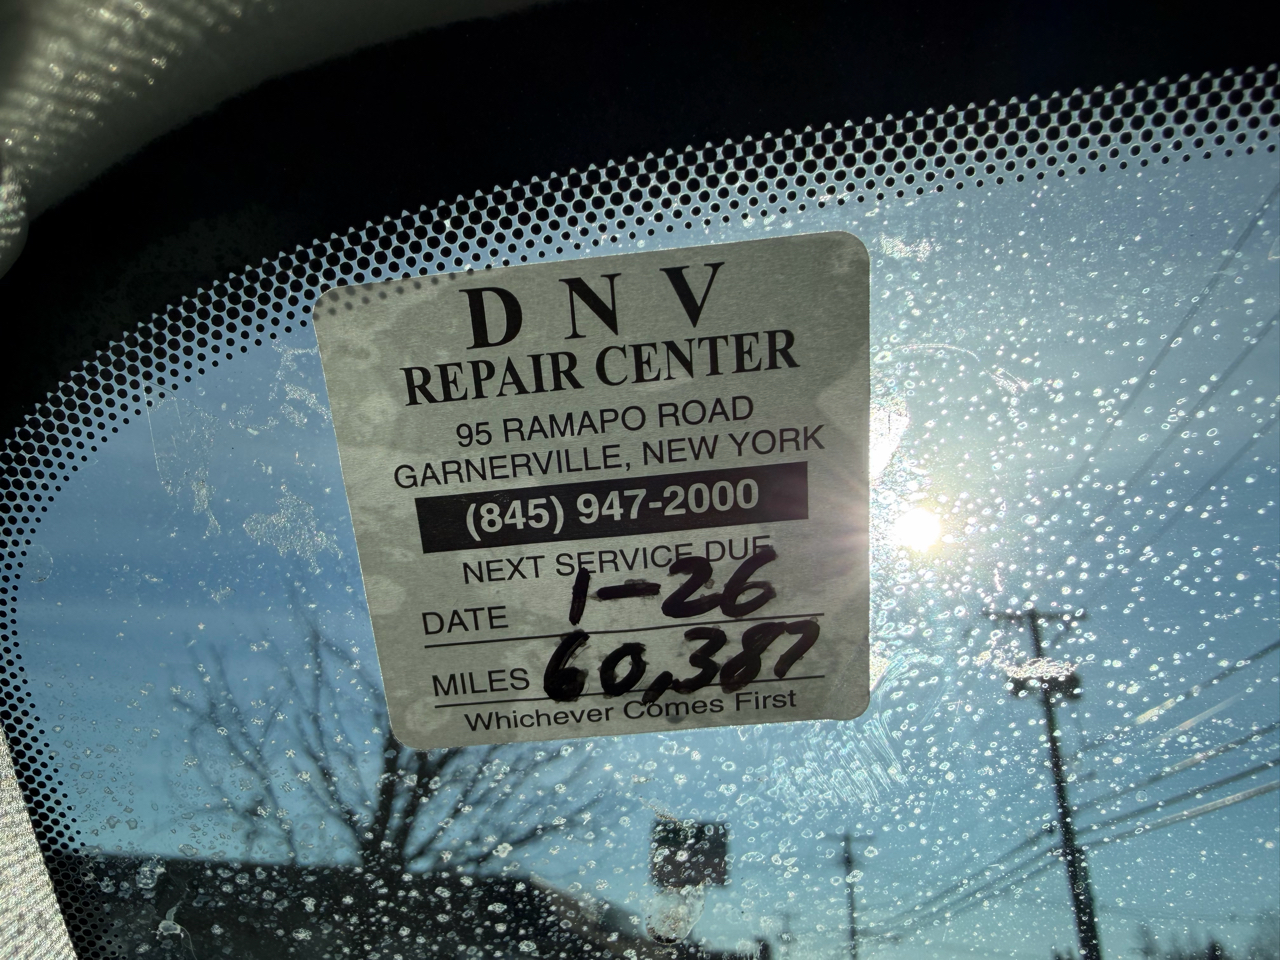 D N V
REPAIR CENTER
95 RAMAPO ROAD
GARNERVILLE, NEW YORK
(845) 947-2000
NEXT SERVICE DUE
DATE 1-26
MILES 60,387
Whichever Comes First